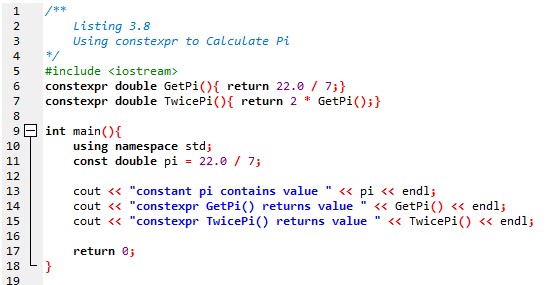 1 /**
2 Listing 3.8
3 Using constexpr to Calculate Pi
4 */
5 #include <iostream>
6 constexpr double GetPi(){ return 22.0 / 7;}
7 constexpr double TwicePi(){ return 2 * GetPi();}
8
9 int main(){
10 using namespace std;
11 const double pi = 22.0 / 7;
12
13 cout << "constant pi contains value " << pi << endl;
14 cout << "constexpr GetPi() returns value " << GetPi() << endl;
15 cout << "constexpr TwicePi() returns value " << TwicePi() << endl;
16
17 return 0;
18 }
19